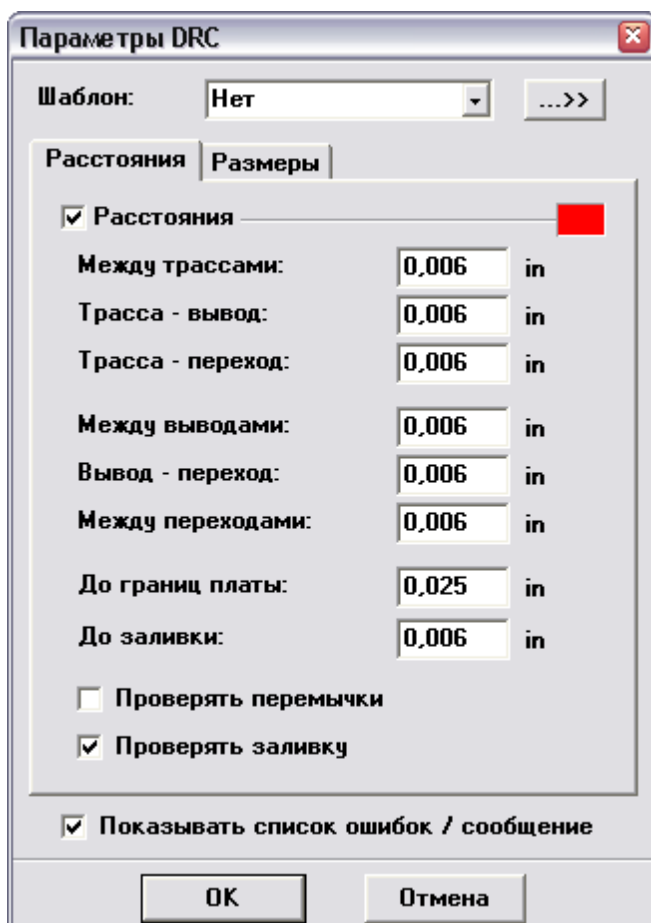 Параметры DRC
Шаблон: Нет ...>>
Расстояния Размеры
Расстояния
Между трассами: 0,006 in
Трасса - вывод: 0,006 in
Трасса - переход: 0,006 in
Между выводами: 0,006 in
Вывод - переход: 0,006 in
Между переходами: 0,006 in
До границ платы: 0,025 in
До заливки: 0,006 in
Проверять перемычки
Проверять заливку
Показывать список ошибок / сообщение
OK Отмена